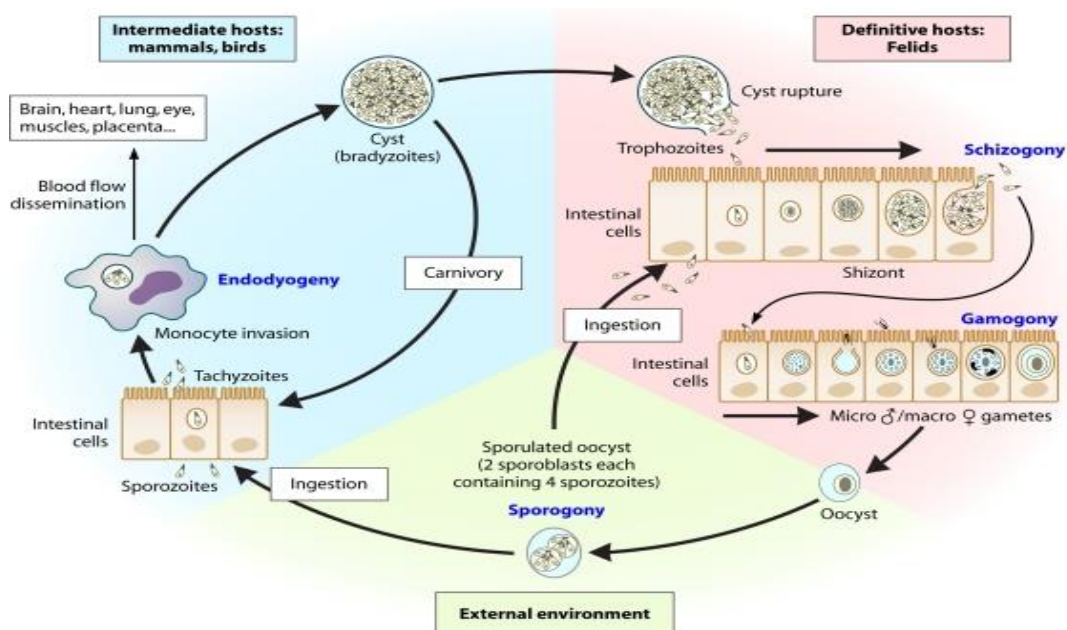 Intermediate hosts:
mammals, birds
Definitive hosts:
Felids
Brain, heart, lung, eye,
muscles, placenta...
Cyst
(bradyzoites)
Cyst rupture
Trophozoites
Schizogony
Blood flow
dissemination
Intestinal
cells
Shizont
Endodyogeny
Carnivory
Monocyte invasion
Ingestion
Gamogony
Tachyzoites
Intestinal
cells
Micro ♂/macro ♀ gametes
Intestinal
cells
Sporozoites
Ingestion
Sporulated oocyst
(2 sporoblasts each
containing 4 sporozoites)
Sporogony
Oocyst
External environment